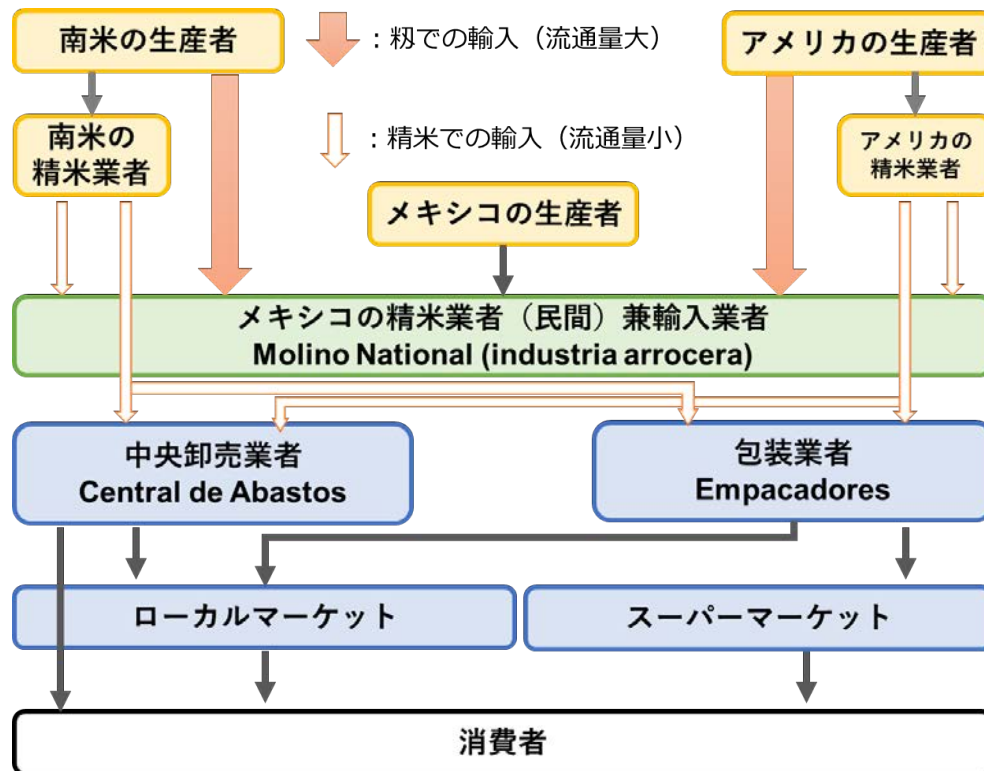 南米の生産者
：籾での輸入（流通量大）
アメリカの生産者
南米の
精米業者
：精米での輸入（流通量小）
アメリカの
精米業者
メキシコの生産者
メキシコの精米業者（民間）兼輸入業者
Molino National (industria arrocera)
中央卸売業者
Central de Abastos
包装業者
Empacadores
ローカルマーケット
スーパーマーケット
消費者